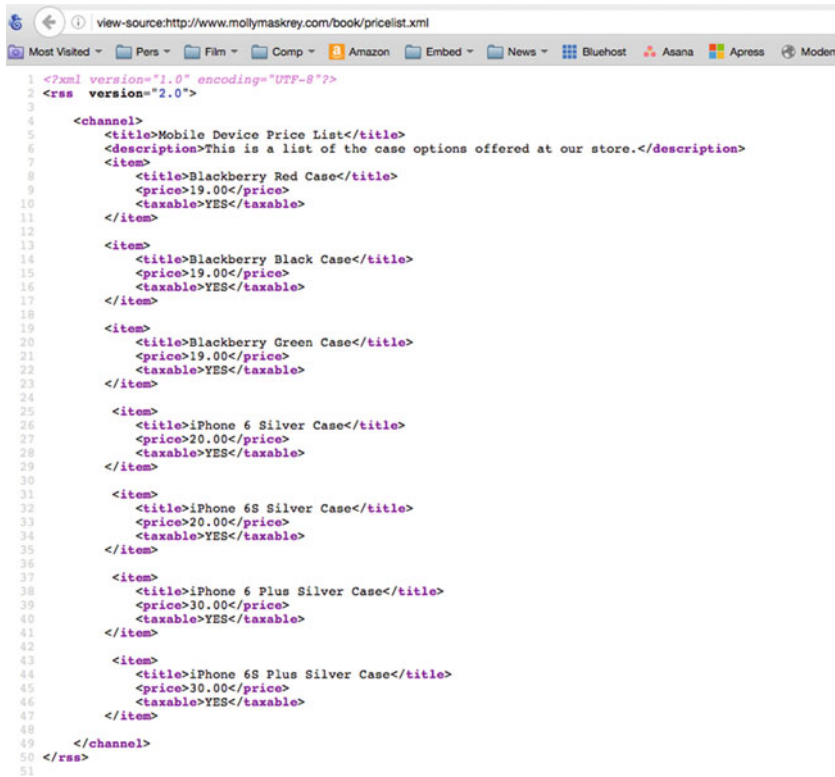 view-source:http://www.mollymaskrey.com/book/pricelist.xml
Most Visited Pers Film Comp Amazon Embed News Bluehost Asana Apress Modern
1 <?xml version="1.0" encoding="UTF-8"?>
2 <rss  version="2.0">
3
4     <channel>
5         <title>Mobile Device Price List</title>
6         <description>This is a list of the case options offered at our store.</description>
7         <item>
8             <title>Blackberry Red Case</title>
9             <price>19.00</price>
10             <taxable>YES</taxable>
11         </item>
12
13         <item>
14             <title>Blackberry Black Case</title>
15             <price>19.00</price>
16             <taxable>YES</taxable>
17         </item>
18
19         <item>
20             <title>Blackberry Green Case</title>
21             <price>19.00</price>
22             <taxable>YES</taxable>
23         </item>
24
25          <item>
26             <title>iPhone 6 Silver Case</title>
27             <price>20.00</price>
28             <taxable>YES</taxable>
29         </item>
30
31          <item>
32             <title>iPhone 6S Silver Case</title>
33             <price>20.00</price>
34             <taxable>YES</taxable>
35         </item>
36
37          <item>
38             <title>iPhone 6 Plus Silver Case</title>
39             <price>30.00</price>
40             <taxable>YES</taxable>
41         </item>
42
43          <item>
44             <title>iPhone 6S Plus Silver Case</title>
45             <price>30.00</price>
46             <taxable>YES</taxable>
47         </item>
48
49     </channel>
50 </rss>
51